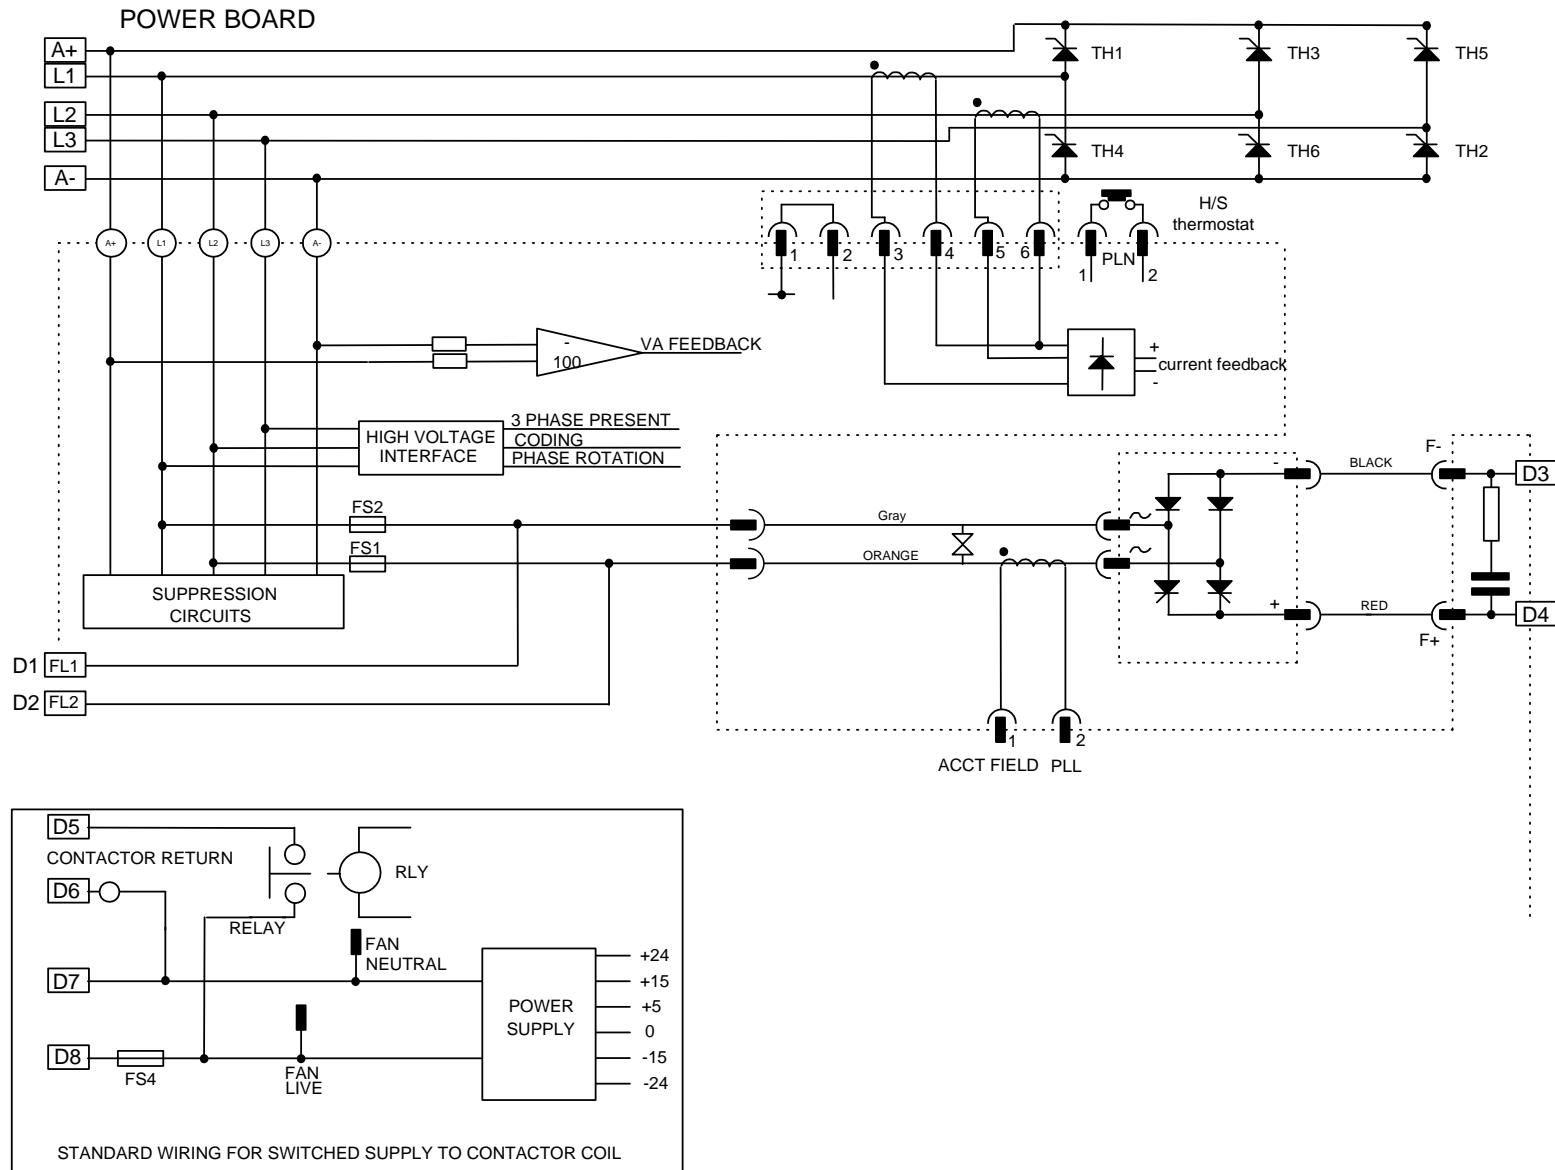 POWER BOARD
A+
L1
L2
L3
A-
TH1
TH3
TH5
TH4
TH6
TH2
H/S
thermostat
A+
L1
L2
L3
A-
1
2
3
4
5
6
PLN
1
2
-
100
VA FEEDBACK
+
current feedback
-
HIGH VOLTAGE
INTERFACE
3 PHASE PRESENT
CODING
PHASE ROTATION
FS2
FS1
Gray
ORANGE
-
+
BLACK
RED
F-
F+
D3
D4
SUPPRESSION
CIRCUITS
D1 FL1
D2 FL2
1
2
ACCT FIELD PLL
D5
CONTACTOR RETURN
D6
RELAY
RLY
FAN
NEUTRAL
D7
D8
FS4
FAN
LIVE
POWER
SUPPLY
+24
+15
+5
0
-15
-24
STANDARD WIRING FOR SWITCHED SUPPLY TO CONTACTOR COIL